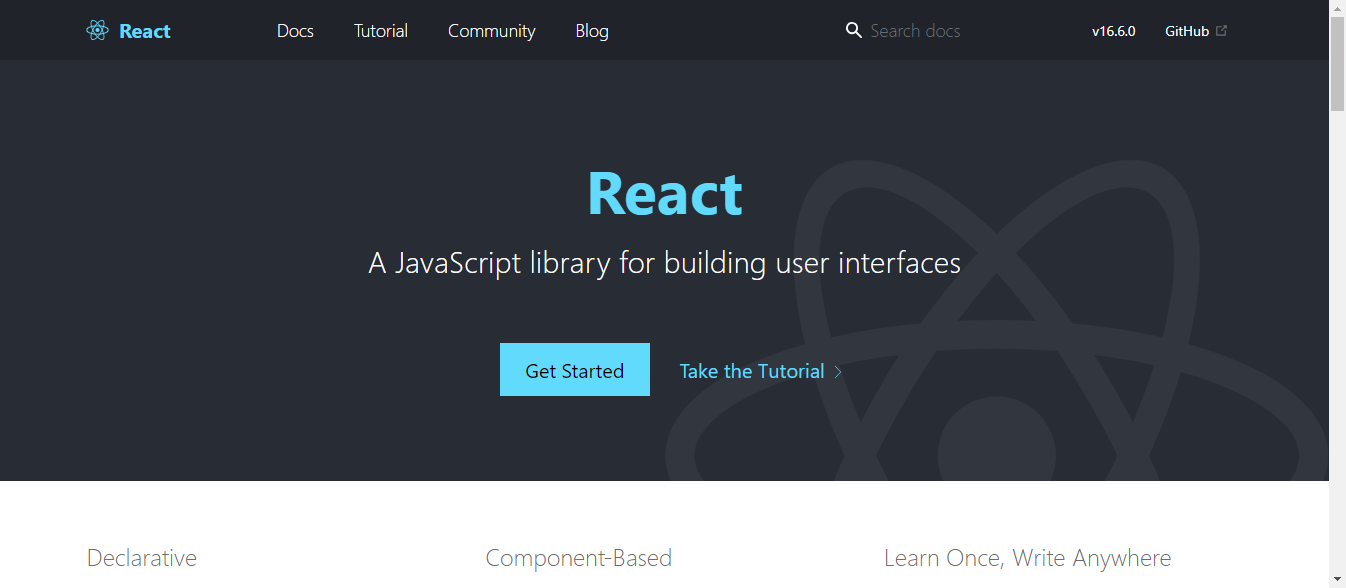 React Docs Tutorial Community Blog Search docs v16.6.0 GitHub
React
A JavaScript library for building user interfaces
Get Started Take the Tutorial
Declarative Component-Based Learn Once, Write Anywhere